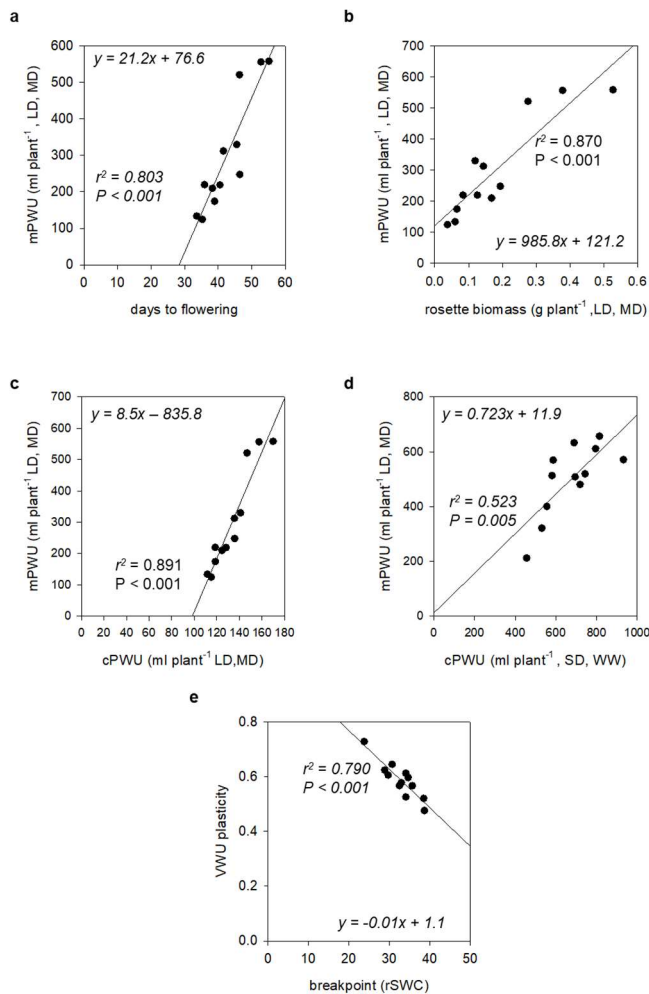 a
y = 21.2x + 76.6
r² = 0.803
P < 0.001
mPWU (ml plant⁻¹, LD, MD)
600
500
400
300
200
100
0
0 10 20 30 40 50 60
days to flowering
b
r² = 0.870
P < 0.001
y = 985.8x + 121.2
mPWU (ml plant⁻¹, LD, MD)
700
600
500
400
300
200
100
0
0.0 0.1 0.2 0.3 0.4 0.5 0.6
rosette biomass (g plant⁻¹ ,LD, MD)
c
y = 8.5x – 835.8
r² = 0.891
P < 0.001
mPWU (ml plant⁻¹ LD, MD)
700
600
500
400
300
200
100
0
0 20 40 60 80 100 120 140 160 180
cPWU (ml plant⁻¹ LD,MD)
d
y = 0.723x + 11.9
r² = 0.523
P = 0.005
mPWU (ml plant⁻¹ LD, MD)
800
600
400
200
0
0 200 400 600 800 1000
cPWU (ml plant⁻¹ , SD, WW)
e
r² = 0.790
P < 0.001
y = -0.01x + 1.1
VWU plasticity
0.8
0.6
0.4
0.2
0.0
0 10 20 30 40 50
breakpoint (rSWC)